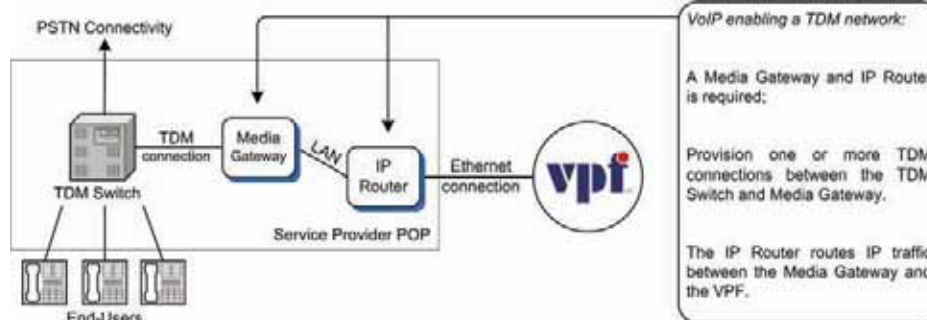 PSTN Connectivity
TDM
connection
Media
Gateway
LAN
IP
Router
Ethernet
connection
vpf
TDM Switch
Service Provider POP
End-Users
VoIP enabling a TDM network:
A Media Gateway and IP Router
is required;
Provision one or more TDM
connections between the TDM
Switch and Media Gateway.
The IP Router routes IP traffic
between the Media Gateway and
the VPF.